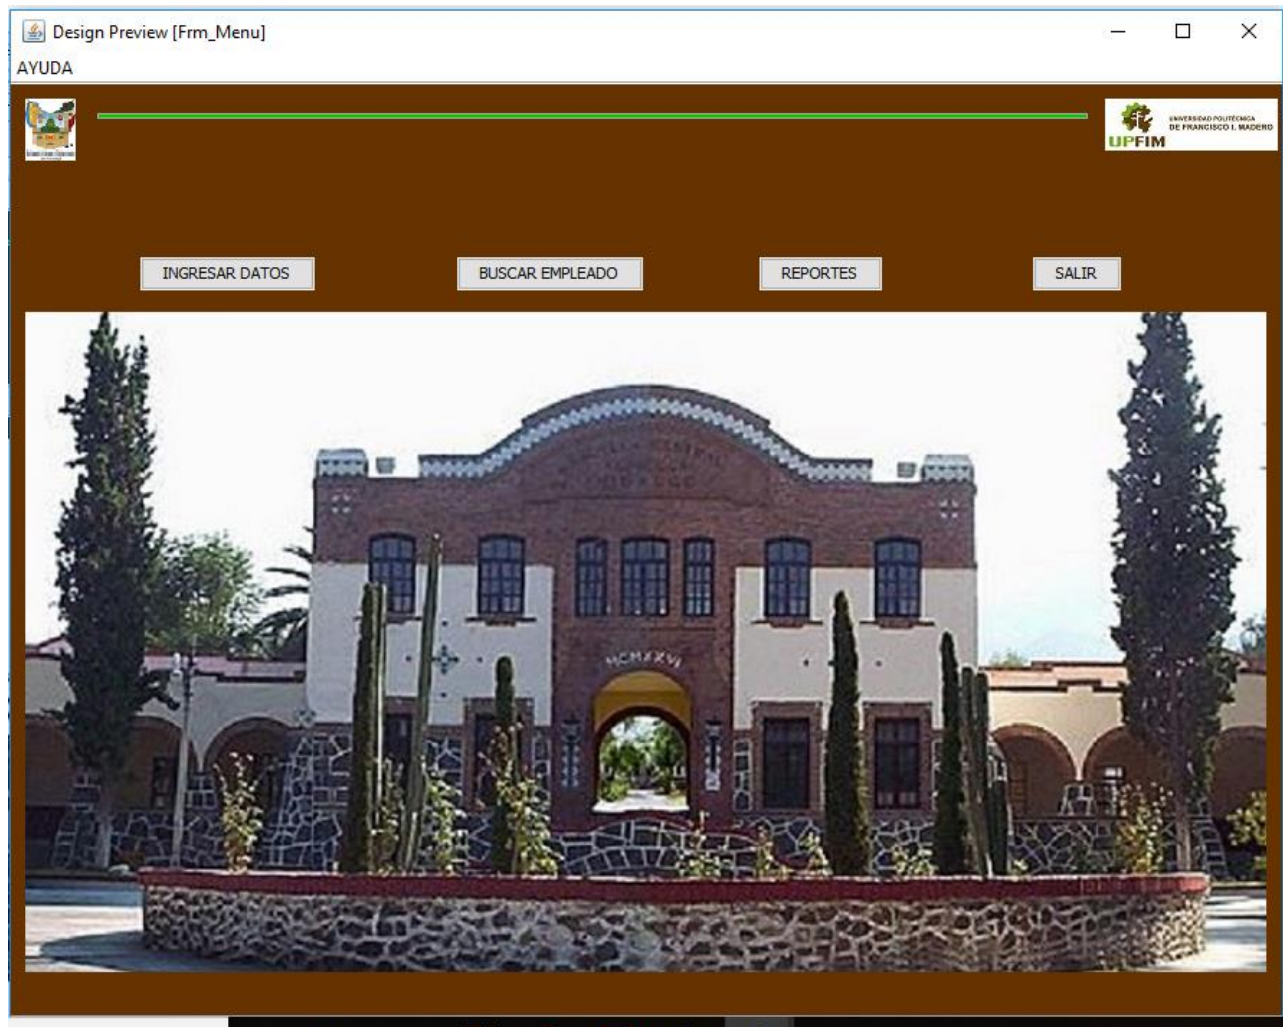 Design Preview [Frm_Menu]
AYUDA
UPFIM
UNIVERSIDAD POLITÉCNICA
DE FRANCISCO I. MADERO
INGRESAR DATOS
BUSCAR EMPLEADO
REPORTES
SALIR
MCMXXVI